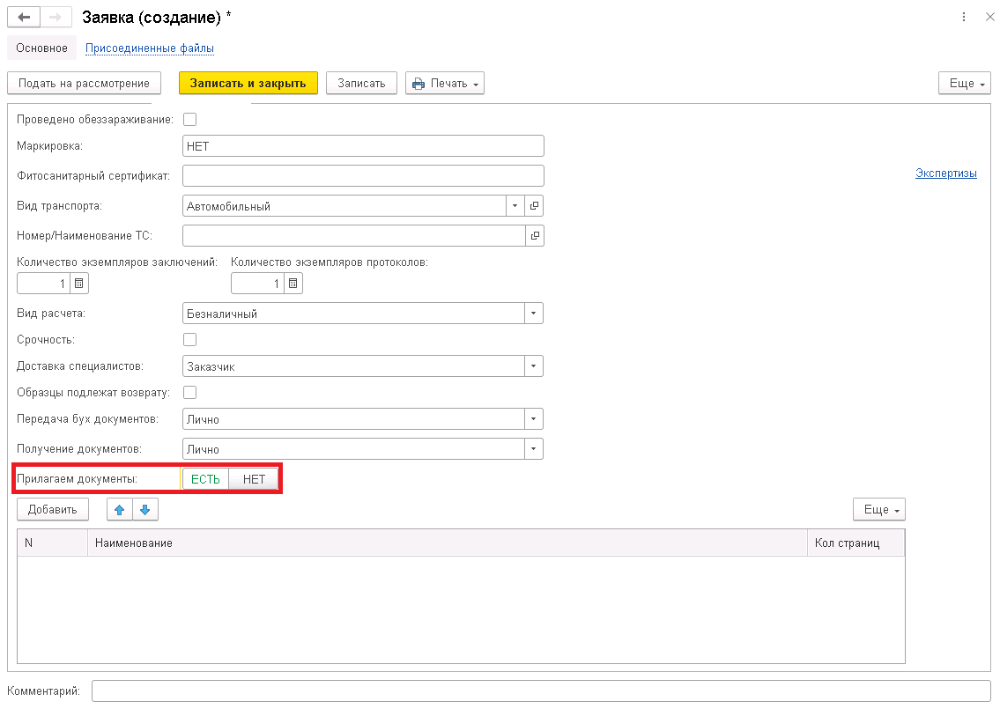 Заявка (создание) *
Основное Присоединенные файлы
Подать на рассмотрение Записать и закрыть Записать Печать Еще
Проведено обеззараживание:
Маркировка: НЕТ
Фитосанитарный сертификат: Экспертизы
Вид транспорта: Автомобильный
Номер/Наименование ТС:
Количество экземпляров заключений: Количество экземпляров протоколов:
1 1
Вид расчета: Безналичный
Срочность:
Доставка специалистов: Заказчик
Образцы подлежат возврату:
Передача бух документов: Лично
Получение документов: Лично
Прилагаем документы: ЕСТЬ НЕТ
Добавить Еще
N Наименование Кол страниц
Комментарий: